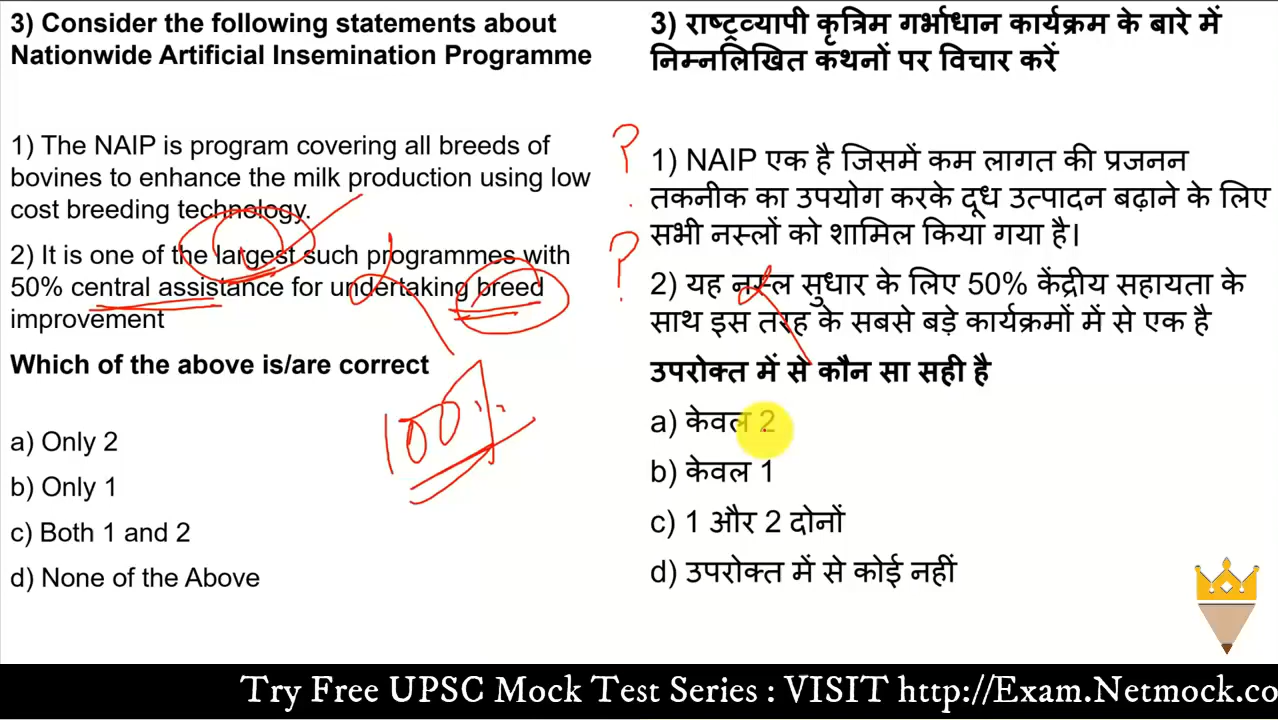 3) Consider the following statements about
Nationwide Artificial Insemination Programme
1) The NAIP is program covering all breeds of
bovines to enhance the milk production using low
cost breeding technology.
2) It is one of the largest such programmes with
50% central assistance for undertaking breed
improvement
Which of the above is/are correct
a) Only 2
b) Only 1
c) Both 1 and 2
d) None of the Above
100%
3) राष्ट्रव्यापी कृत्रिम गर्भाधान कार्यक्रम के बारे में
निम्नलिखित कथनों पर विचार करें
?
1) NAIP एक है जिसमें कम लागत की प्रजनन
तकनीक का उपयोग करके दूध उत्पादन बढ़ाने के लिए
सभी नस्लों को शामिल किया गया है।
?
2) यह नस्ल सुधार के लिए 50% केंद्रीय सहायता के
साथ इस तरह के सबसे बड़े कार्यक्रमों में से एक है
उपरोक्त में से कौन सा सही है
a) केवल 2
b) केवल 1
c) 1 और 2 दोनों
d) उपरोक्त में से कोई नहीं
Try Free UPSC Mock Test Series : VISIT http://Exam.Netmock.co